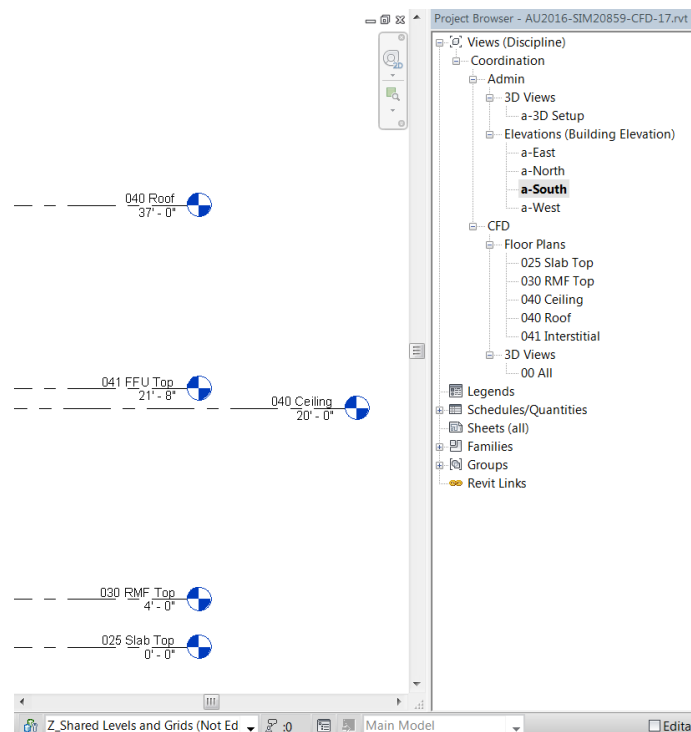 Project Browser - AU2016-SIM20859-CFD-17.rvt
2D
040 Roof
37' - 0"
041 FFU Top
21' - 8"
040 Ceiling
20' - 0"
030 RMF Top
4' - 0"
025 Slab Top
0' - 0"
Views (Discipline)
Coordination
Admin
3D Views
a-3D Setup
Elevations (Building Elevation)
a-East
a-North
a-South
a-West
CFD
Floor Plans
025 Slab Top
030 RMF Top
040 Ceiling
040 Roof
041 Interstitial
3D Views
00 All
Legends
Schedules/Quantities
Sheets (all)
Families
Groups
Revit Links
Z_Shared Levels and Grids (Not Ed :0 Main Model Edita